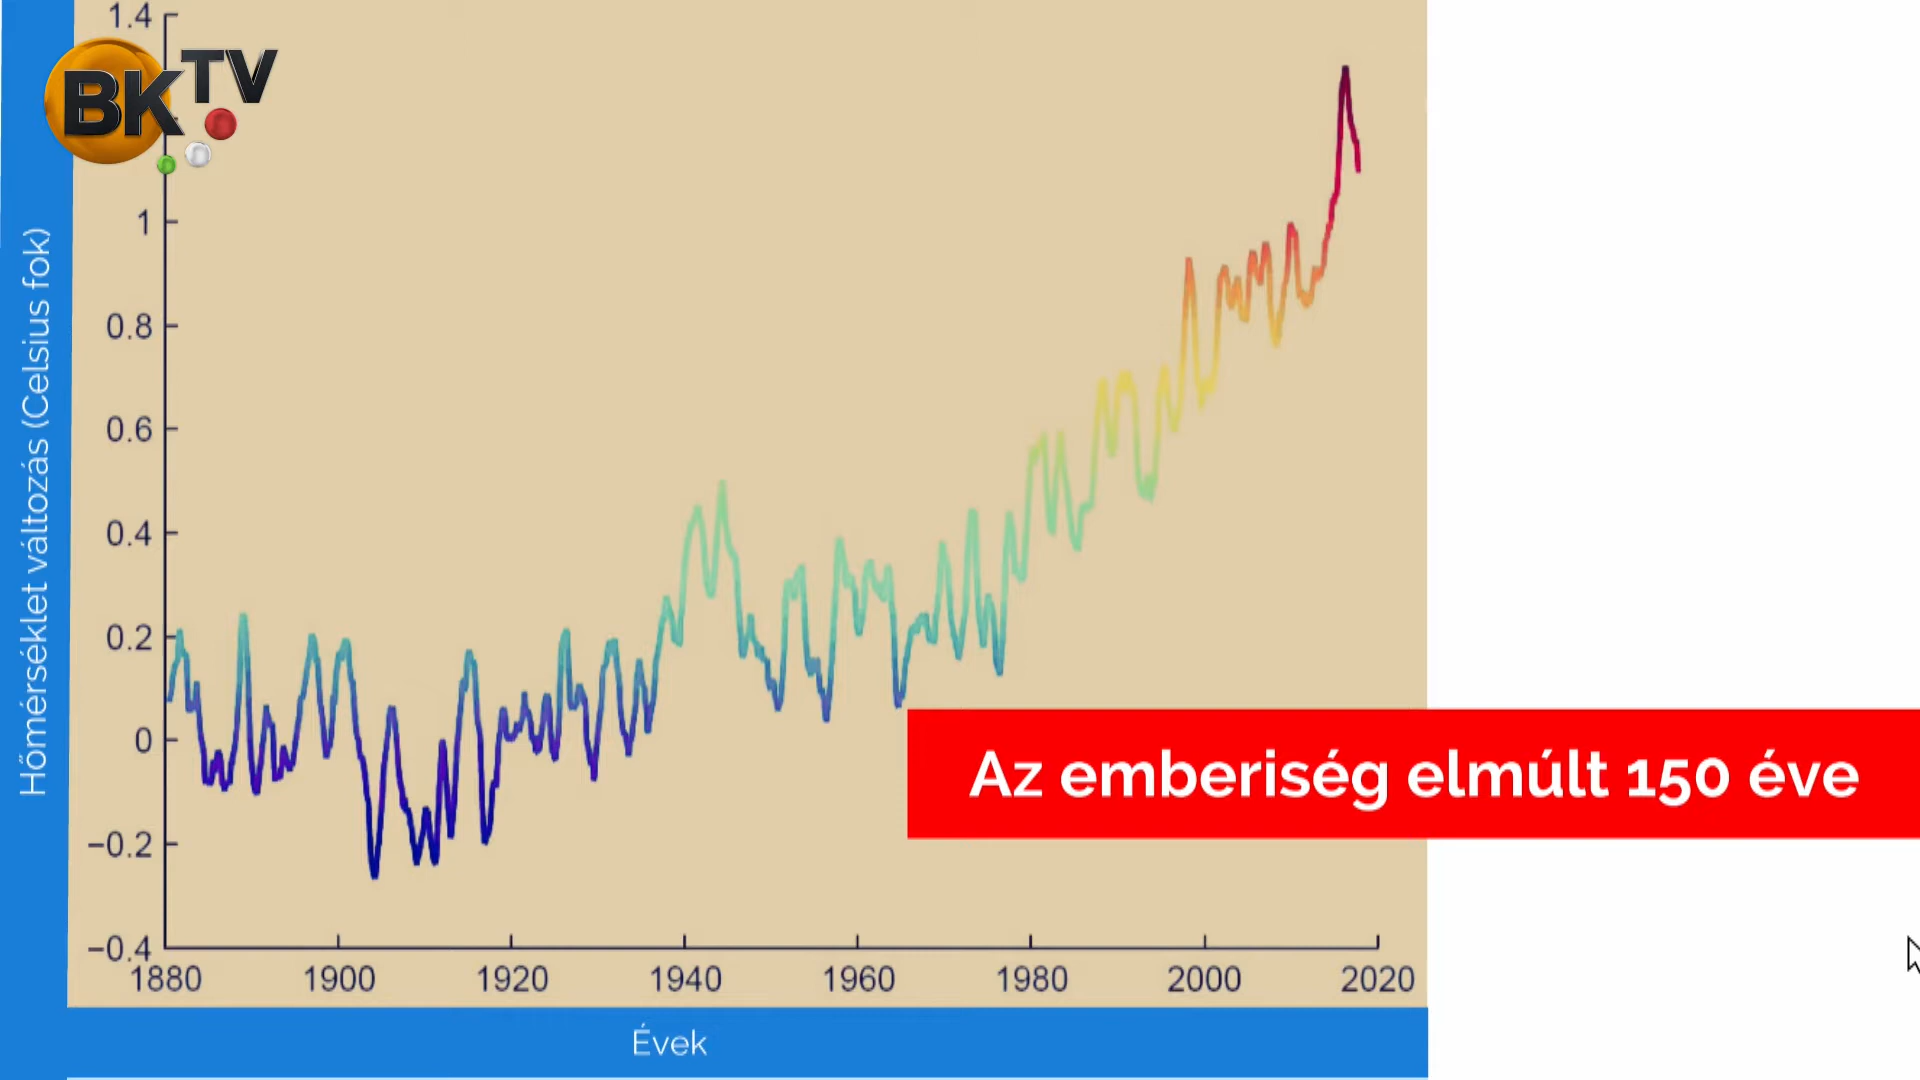 1.4
BKTV
1
0.8
0.6
0.4
0.2
0
−0.2
−0.4
1880 1900 1920 1940 1960 1980 2000 2020
Hőmérséklet változás (Celsius fok)
Évek
Az emberiség elmúlt 150 éve